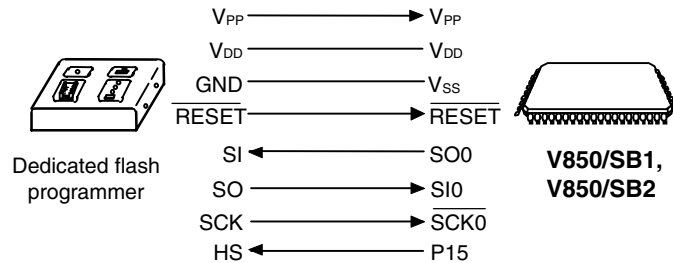 VPP VPP
VDD VDD
GND VSS
RESET RESET
SI SO0
SO SI0
SCK SCK0
HS P15
Dedicated flash
programmer
V850/SB1,
V850/SB2